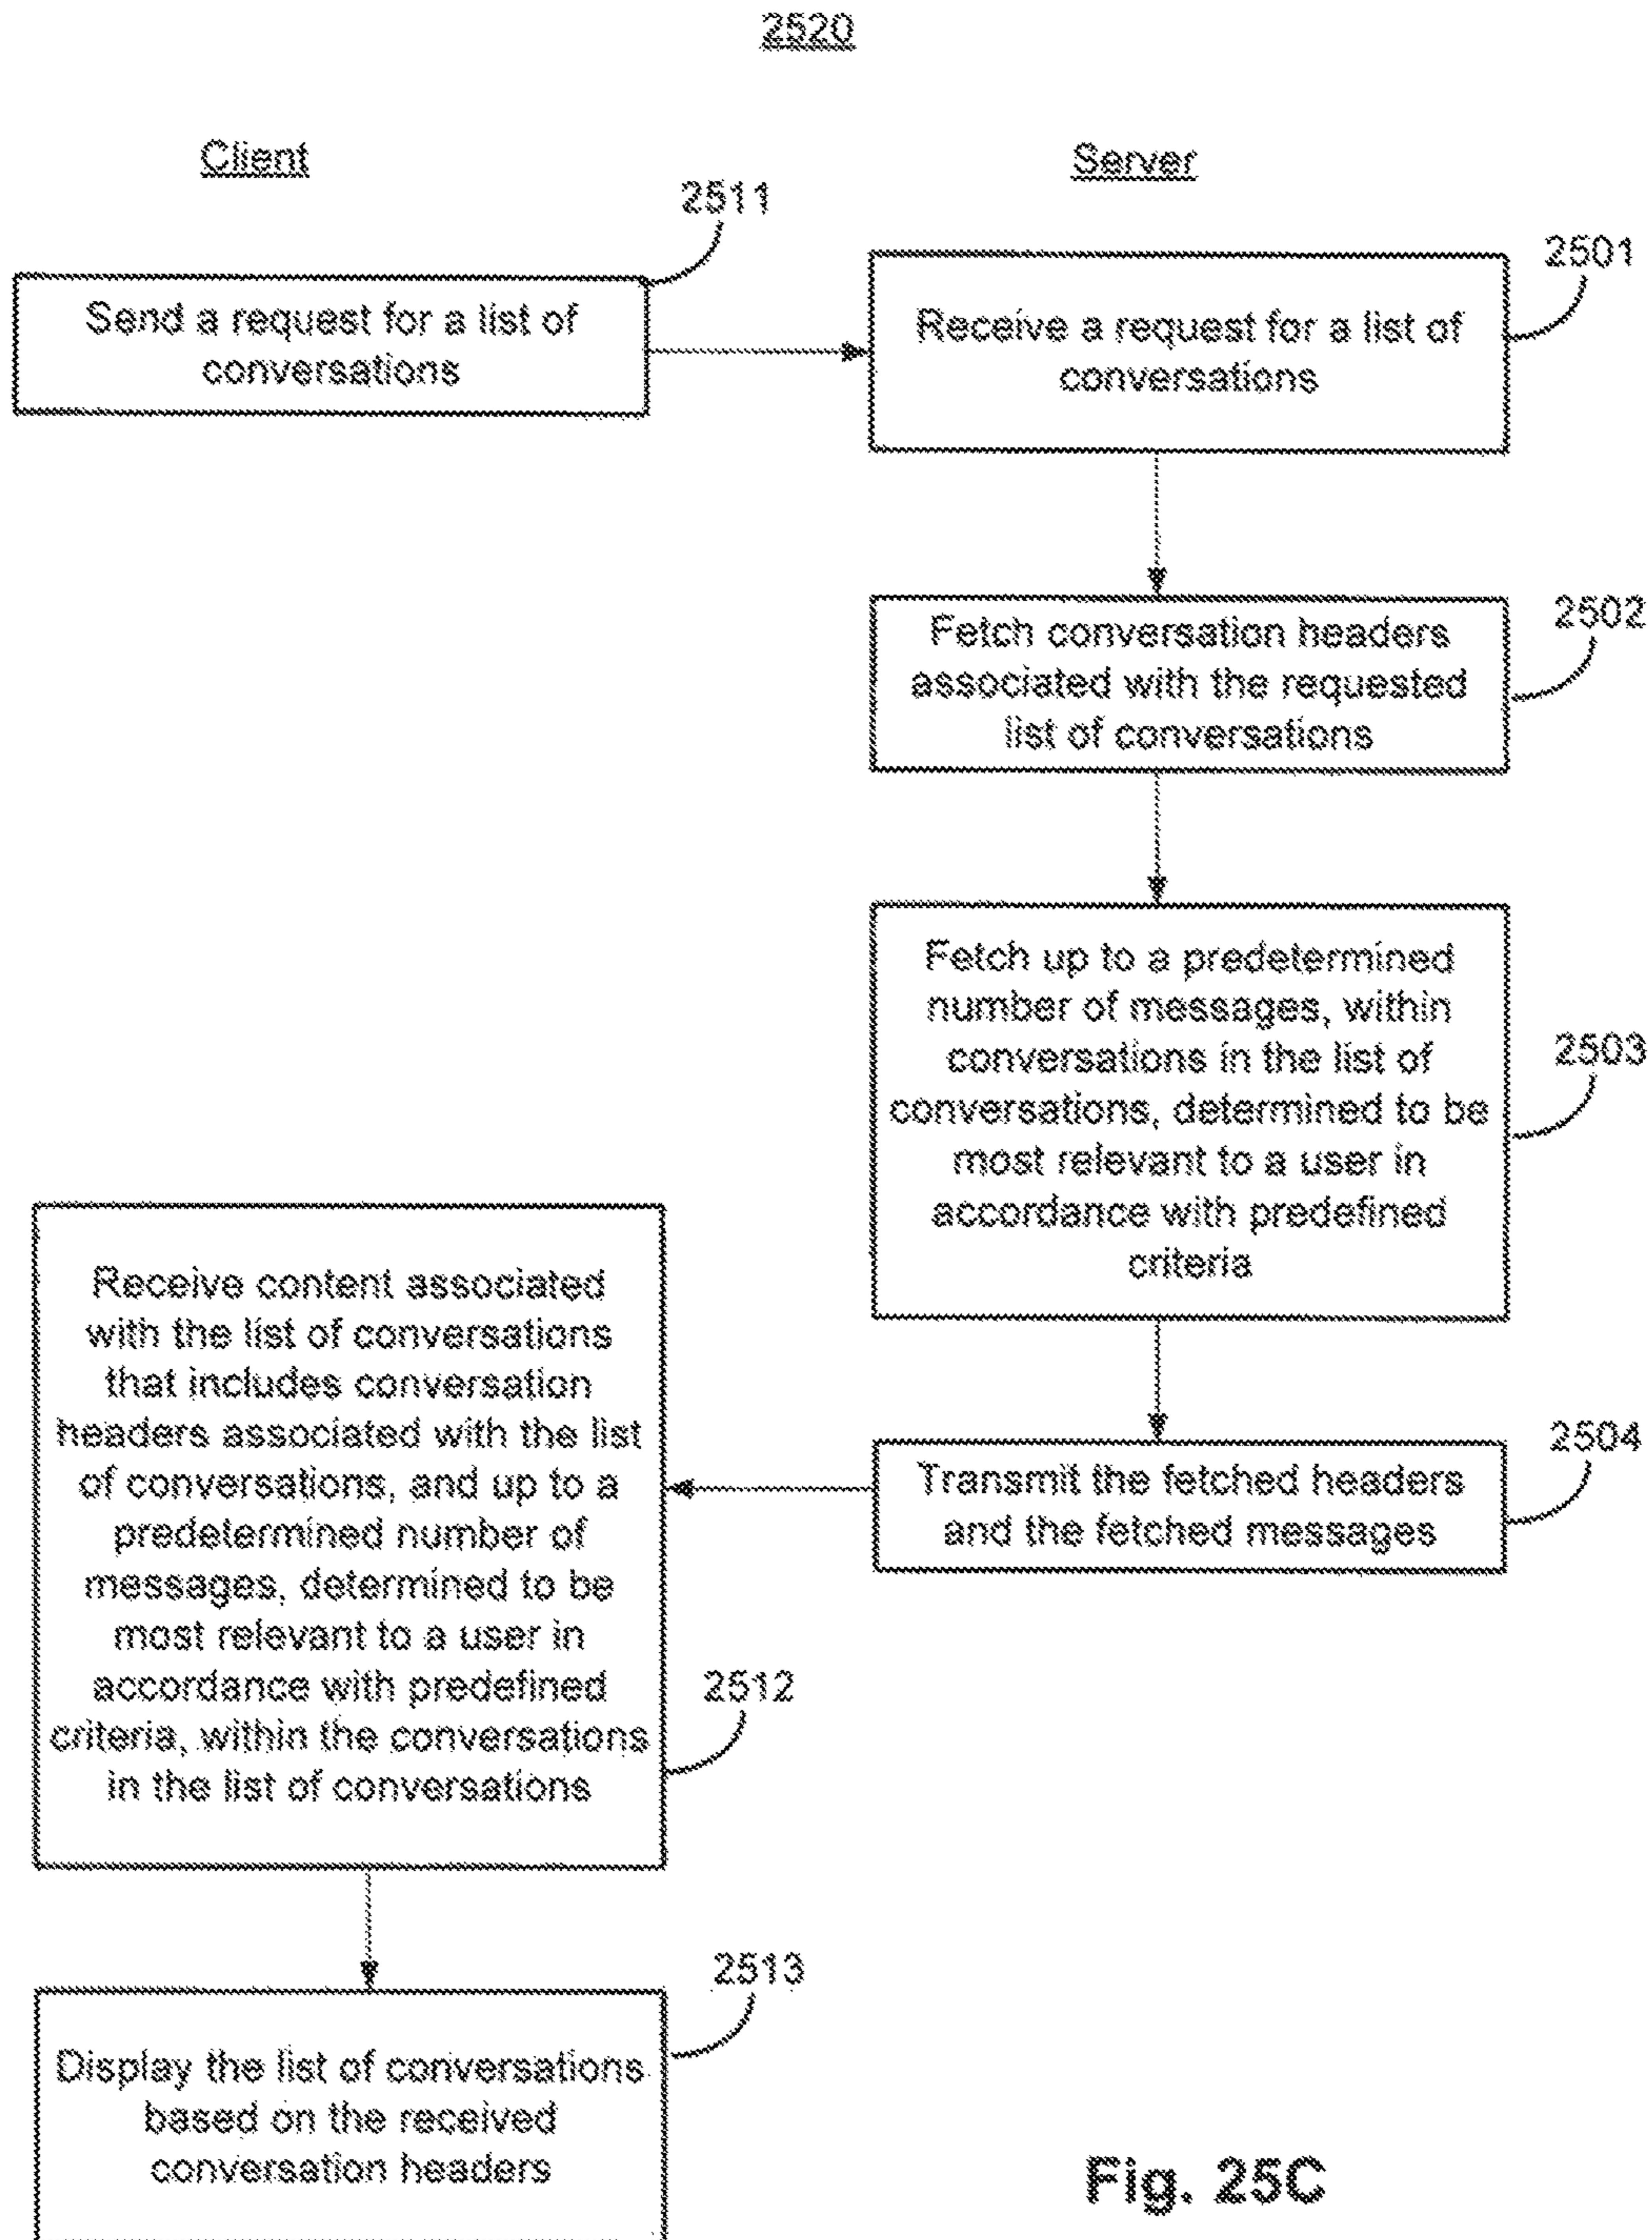 2520
Client
Server
2511
2501
Send a request for a list of
conversations
Receive a request for a list of
conversations
2502
Fetch conversation headers
associated with the requested
list of conversations
2503
Fetch up to a predetermined
number of messages, within
conversations in the list of
conversations, determined to be
most relevant to a user in
accordance with predefined
criteria
2504
Transmit the fetched headers
and the fetched messages
Receive content associated
with the list of conversations
that includes conversation
headers associated with the list
of conversations, and up to a
predetermined number of
messages, determined to be
most relevant to a user in
accordance with predefined
criteria, within the conversations
in the list of conversations
2512
2513
Display the list of conversations
based on the received
conversation headers
Fig. 25C